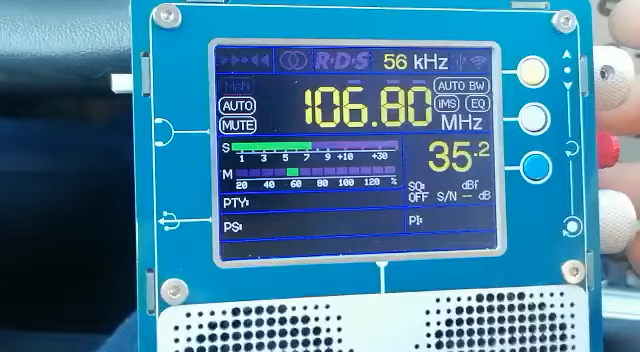 R·D·S 56 kHz
MAN AUTO BW
AUTO 106.80 iMS EQ
MUTE MHz
S
1 3 5 7 9 +10 +30
35.2
M
20 40 60 80 100 120 %
SQ: dBf
OFF S/N -- dB
PTY:
PS: PI: